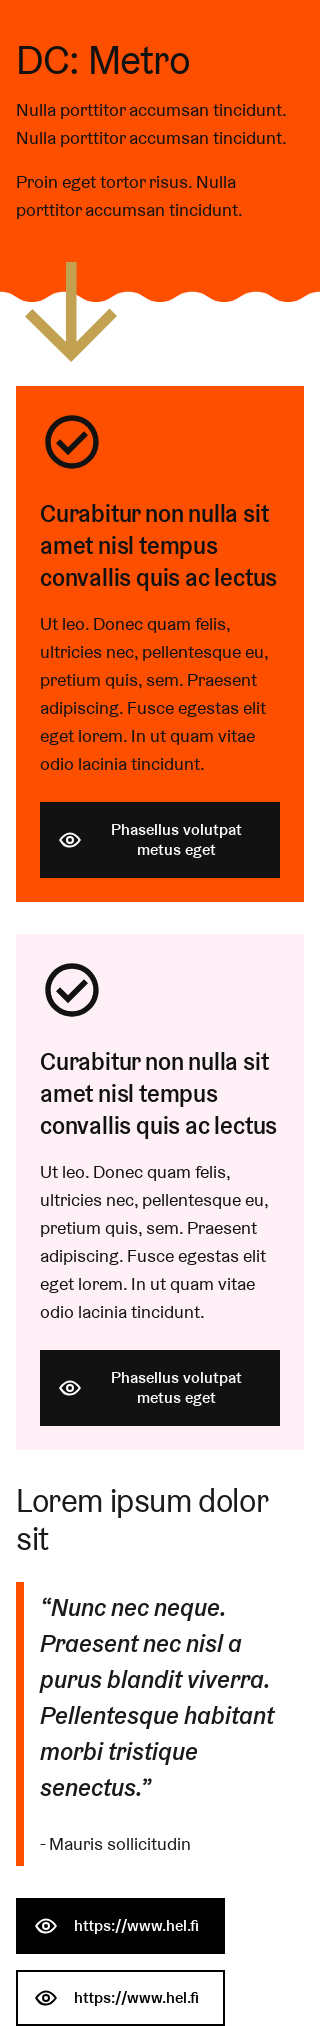 DC: Metro
Nulla porttitor accumsan tincidunt.
Nulla porttitor accumsan tincidunt.
Proin eget tortor risus. Nulla
porttitor accumsan tincidunt.
Curabitur non nulla sit
amet nisl tempus
convallis quis ac lectus
Ut leo. Donec quam felis,
ultricies nec, pellentesque eu,
pretium quis, sem. Praesent
adipiscing. Fusce egestas elit
eget lorem. In ut quam vitae
odio lacinia tincidunt.
Phasellus volutpat
metus eget
Curabitur non nulla sit
amet nisl tempus
convallis quis ac lectus
Ut leo. Donec quam felis,
ultricies nec, pellentesque eu,
pretium quis, sem. Praesent
adipiscing. Fusce egestas elit
eget lorem. In ut quam vitae
odio lacinia tincidunt.
Phasellus volutpat
metus eget
Lorem ipsum dolor
sit
“Nunc nec neque.
Praesent nec nisl a
purus blandit viverra.
Pellentesque habitant
morbi tristique
senectus.”
- Mauris sollicitudin
https://www.hel.fi
https://www.hel.fi